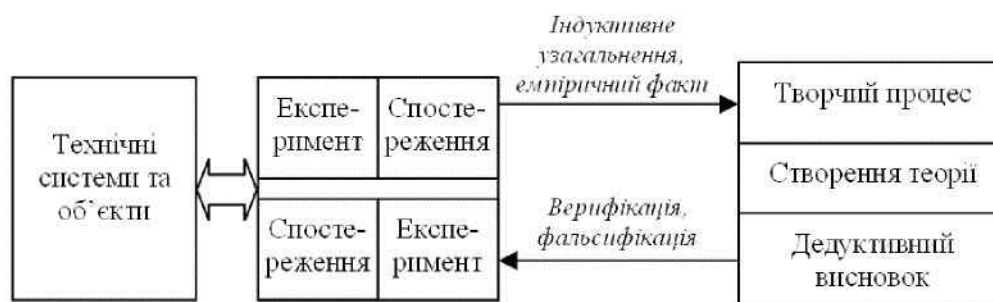 Технічні
системи та
об’єкти
Експе-
римент
Спосте-
реження
Спосте-
реження
Експе-
римент
Індуктивне
узагальнення,
емпіричний факт
Верифікація,
фальсифікація
Творчий процес
Створення теорії
Дедуктивний
висновок